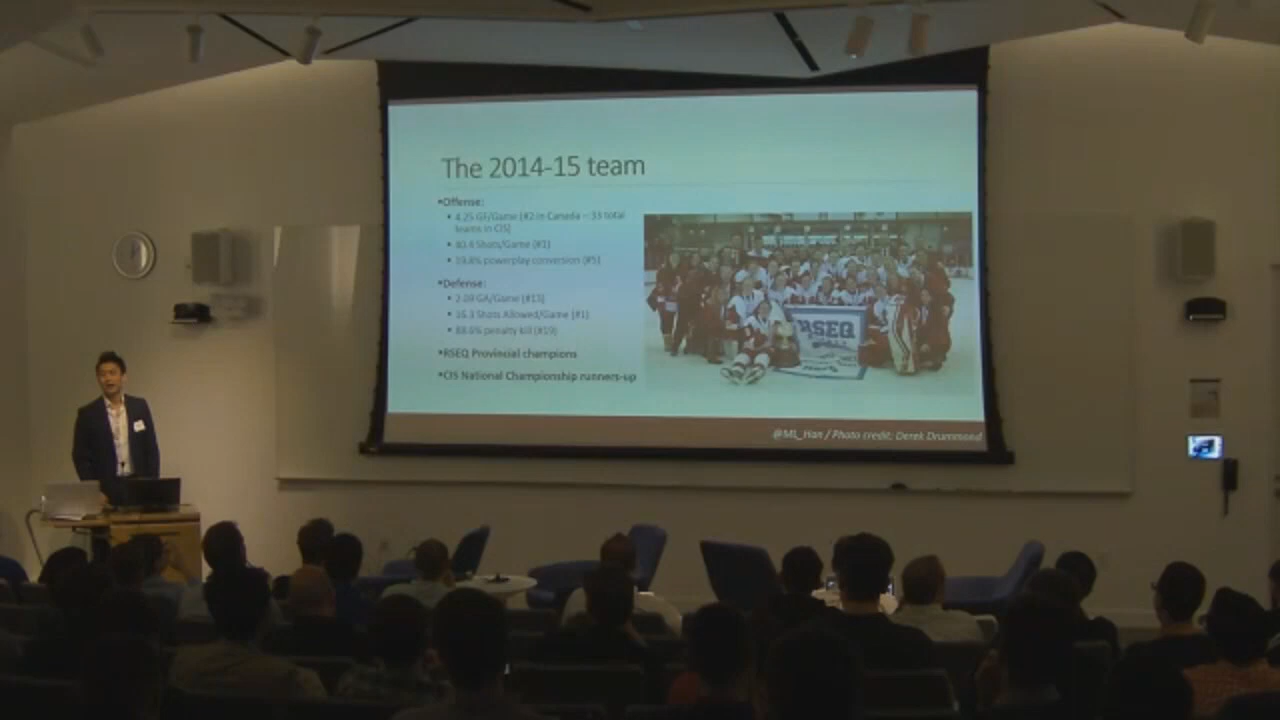 The 2014-15 team
•Offense:
• 4.25 GF/Game (#2 in Canada – 33 total
teams in CIS)
• 40.4 Shots/Game (#1)
• 19.6% powerplay conversion (#5)
•Defense:
• 2.09 GA/Game (#13)
• 16.3 Shots Allowed/Game (#1)
• 88.6% penalty kill (#19)
•RSEQ Provincial champions
•CIS National Championship runners-up
RSEQ
@ML_Han / Photo credit: Derek Drummond